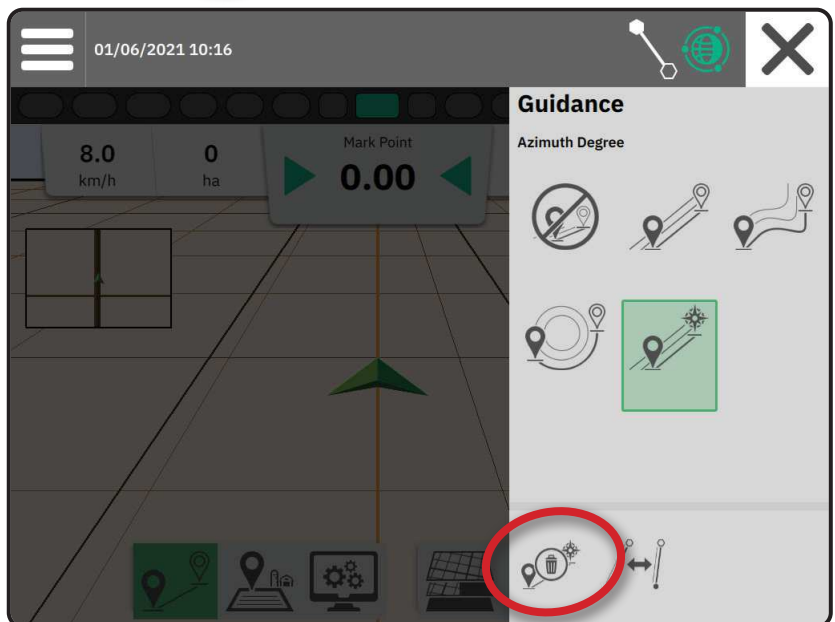 01/06/2021 10:16
Guidance
Azimuth Degree
8.0
km/h
0
ha
Mark Point
0.00